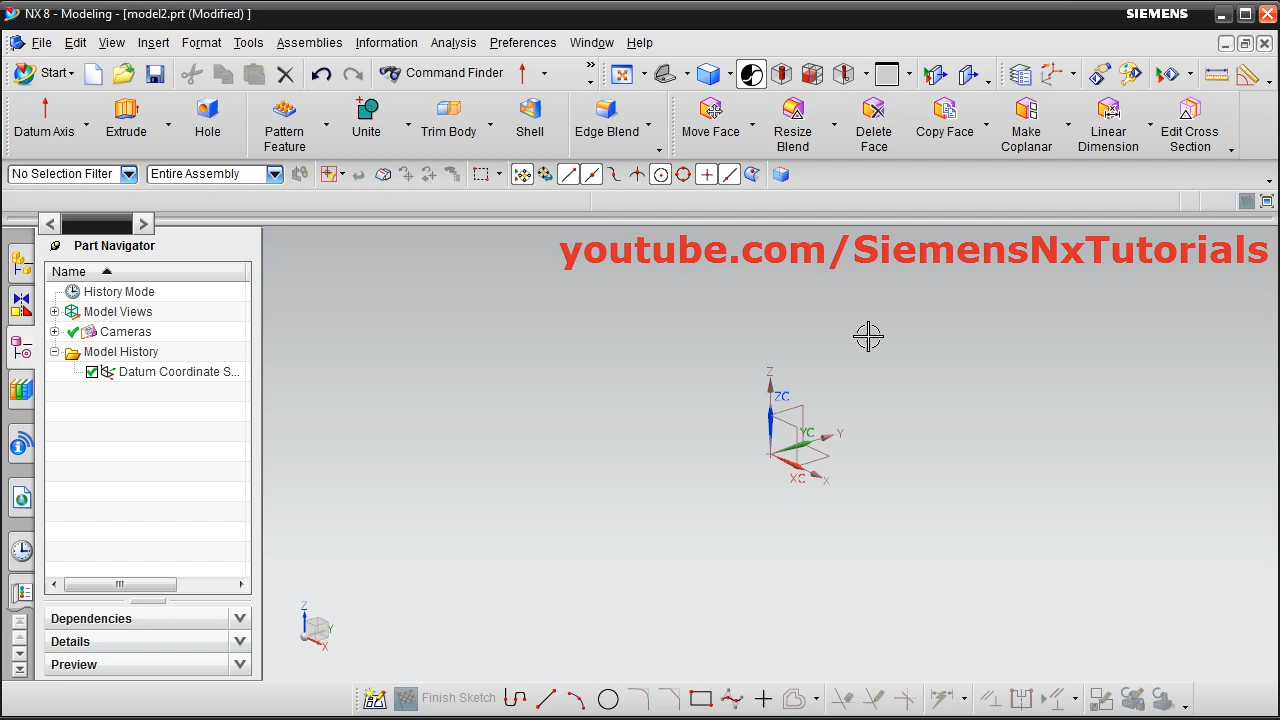 NX 8 - Modeling - [model2.prt (Modified) ]
SIEMENS
File Edit View Insert Format Tools Assemblies Information Analysis Preferences Window Help
Start Command Finder
Datum Axis Extrude Hole Pattern Feature Unite Trim Body Shell Edge Blend Move Face Resize Blend Delete Face Copy Face Make Coplanar Linear Dimension Edit Cross Section
No Selection Filter Entire Assembly
youtube.com/SiemensNxTutorials
Part Navigator
Name
History Mode
Model Views
Cameras
Model History
Datum Coordinate S...
Z
ZC
YC Y
XC X
Z
Y
X
Dependencies
Details
Preview
Finish Sketch